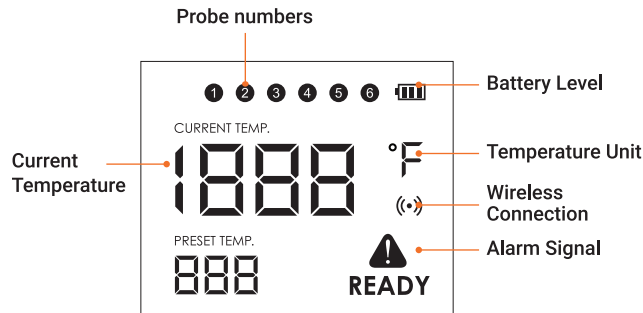 Probe numbers
1 2 3 4 5 6
Battery Level
CURRENT TEMP.
Current
Temperature
1888
°F
Temperature Unit
Wireless
Connection
PRESET TEMP.
888
!
READY
Alarm Signal